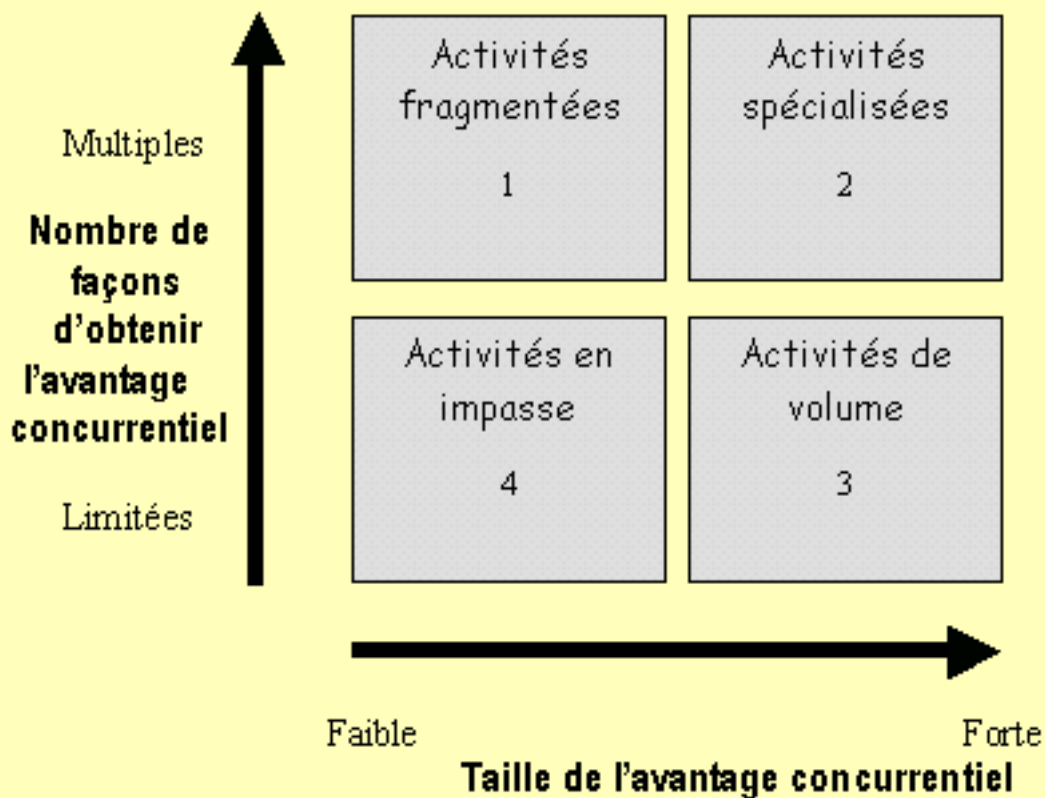 Multiples
Nombre de
façons
d'obtenir
l'avantage
concurrentiel
Limitées
Activités
fragmentées
1
Activités
spécialisées
2
Activités en
impasse
4
Activités de
volume
3
Faible
Forte
Taille de l'avantage concurrentiel